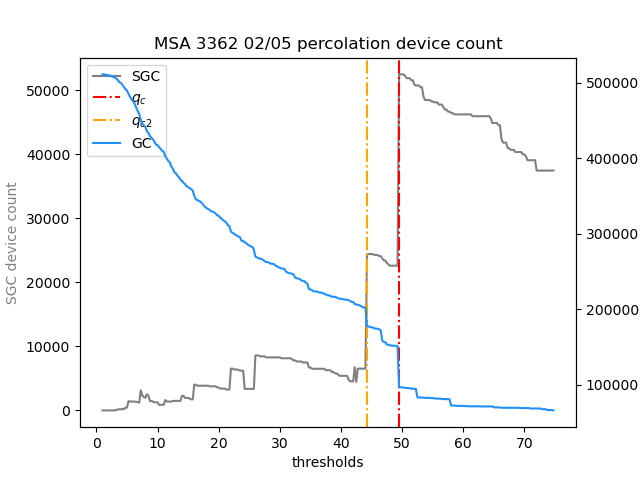 MSA 3362 02/05 percolation device count
SGC
q_c
q_c2
GC
50000
40000
30000
20000
10000
0
SGC device count
500000
400000
300000
200000
100000
0 10 20 30 40 50 60 70
thresholds